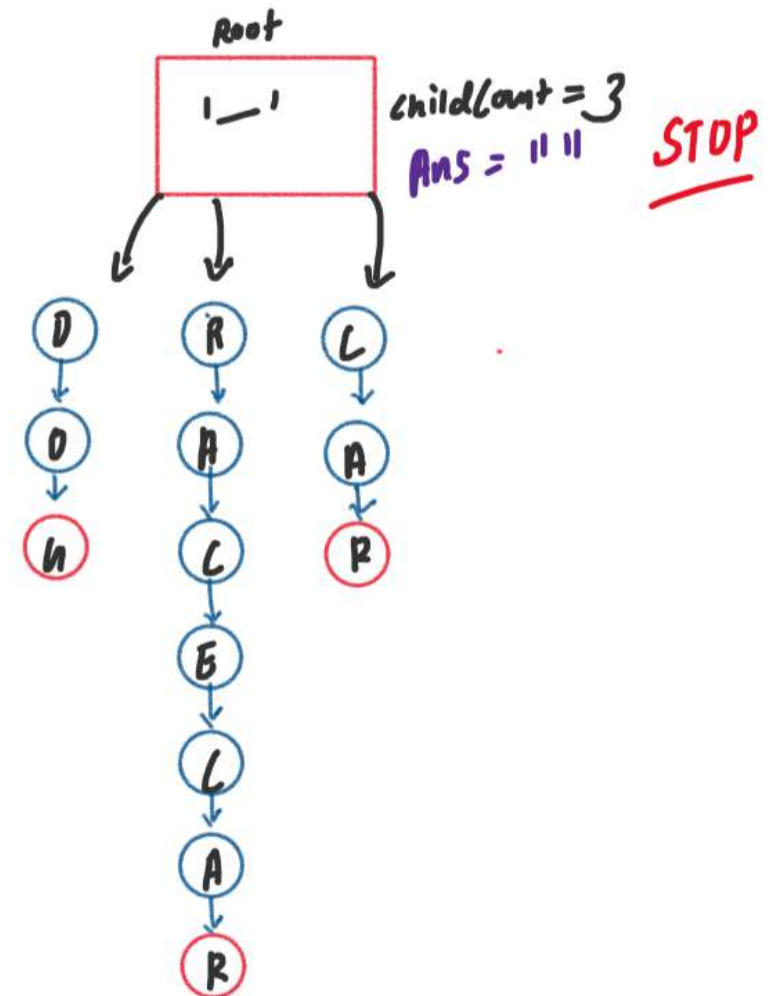 Root
'_'
childCount = 3
Ans = " "
STOP
D R C
O A A
G C R
E
C
A
R